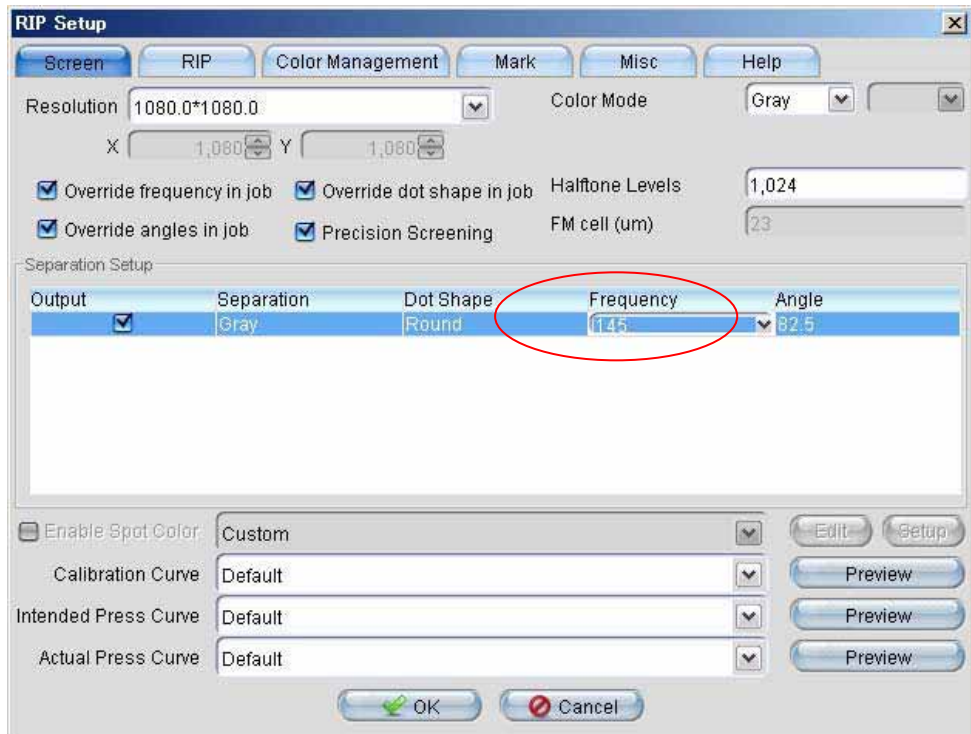 RIP Setup
Screen RIP Color Management Mark Misc Help
Resolution 1080.0*1080.0 Color Mode Gray
X 1,080 Y 1,080
Override frequency in job Override dot shape in job Halftone Levels 1,024
Override angles in job Precision Screening FM cell (um) 23
Separation Setup
Output Separation Dot Shape Frequency Angle
Gray Round 145 82.5
Enable Spot Color Custom Edit Setup
Calibration Curve Default Preview
Intended Press Curve Default Preview
Actual Press Curve Default Preview
OK Cancel